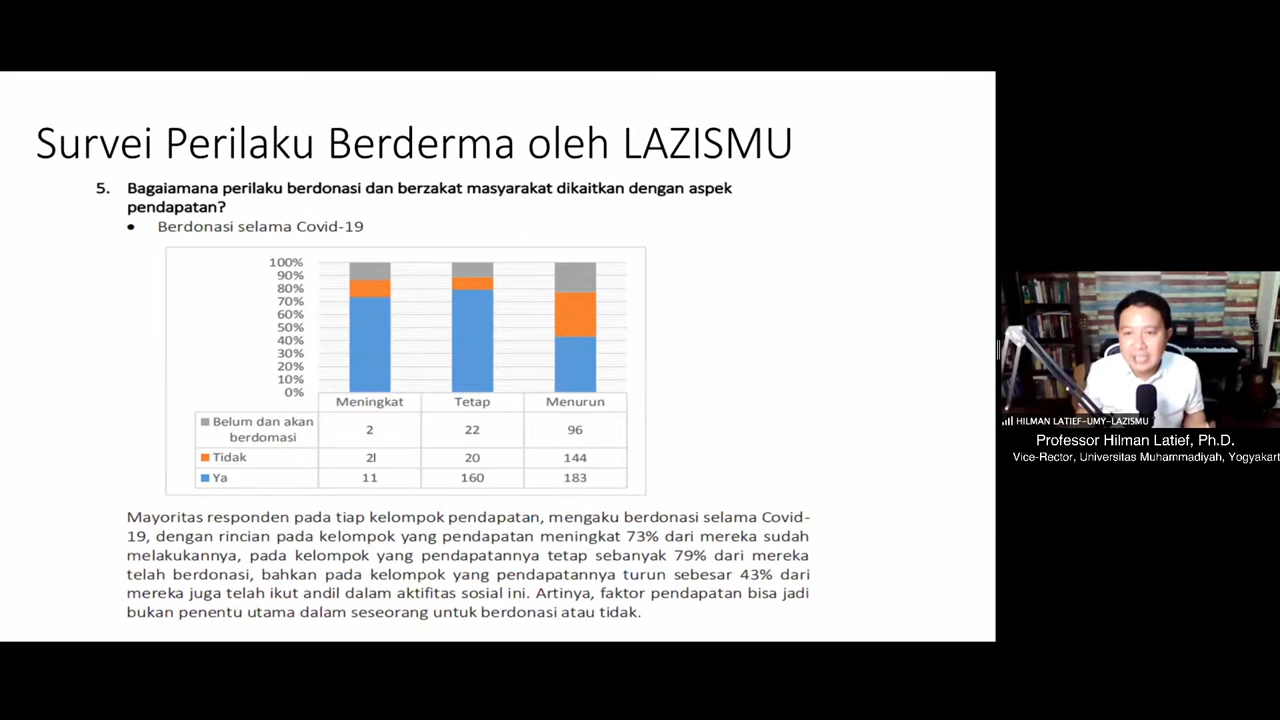 Survei Perilaku Berderma oleh LAZISMU
5. Bagaiamana perilaku berdonasi dan berzakat masyarakat dikaitkan dengan aspek
pendapatan?
• Berdonasi selama Covid-19
100%
90%
80%
70%
60%
50%
40%
30%
20%
10%
0%
Meningkat Tetap Menurun
Belum dan akan
berdomasi 2 22 96
Tidak 2 20 144
Ya 11 160 183
Mayoritas responden pada tiap kelompok pendapatan, mengaku berdonasi selama Covid-
19, dengan rincian pada kelompok yang pendapatan meningkat 73% dari mereka sudah
melakukannya, pada kelompok yang pendapatannya tetap sebanyak 79% dari mereka
telah berdonasi, bahkan pada kelompok yang pendapatannya turun sebesar 43% dari
mereka juga telah ikut andil dalam aktifitas sosial ini. Artinya, faktor pendapatan bisa jadi
bukan penentu utama dalam seseorang untuk berdonasi atau tidak.
HILMAN LATIEF-UMY-LAZISMU
Professor Hilman Latief, Ph.D.
Vice-Rector, Universitas Muhammadiyah, Yogyakart